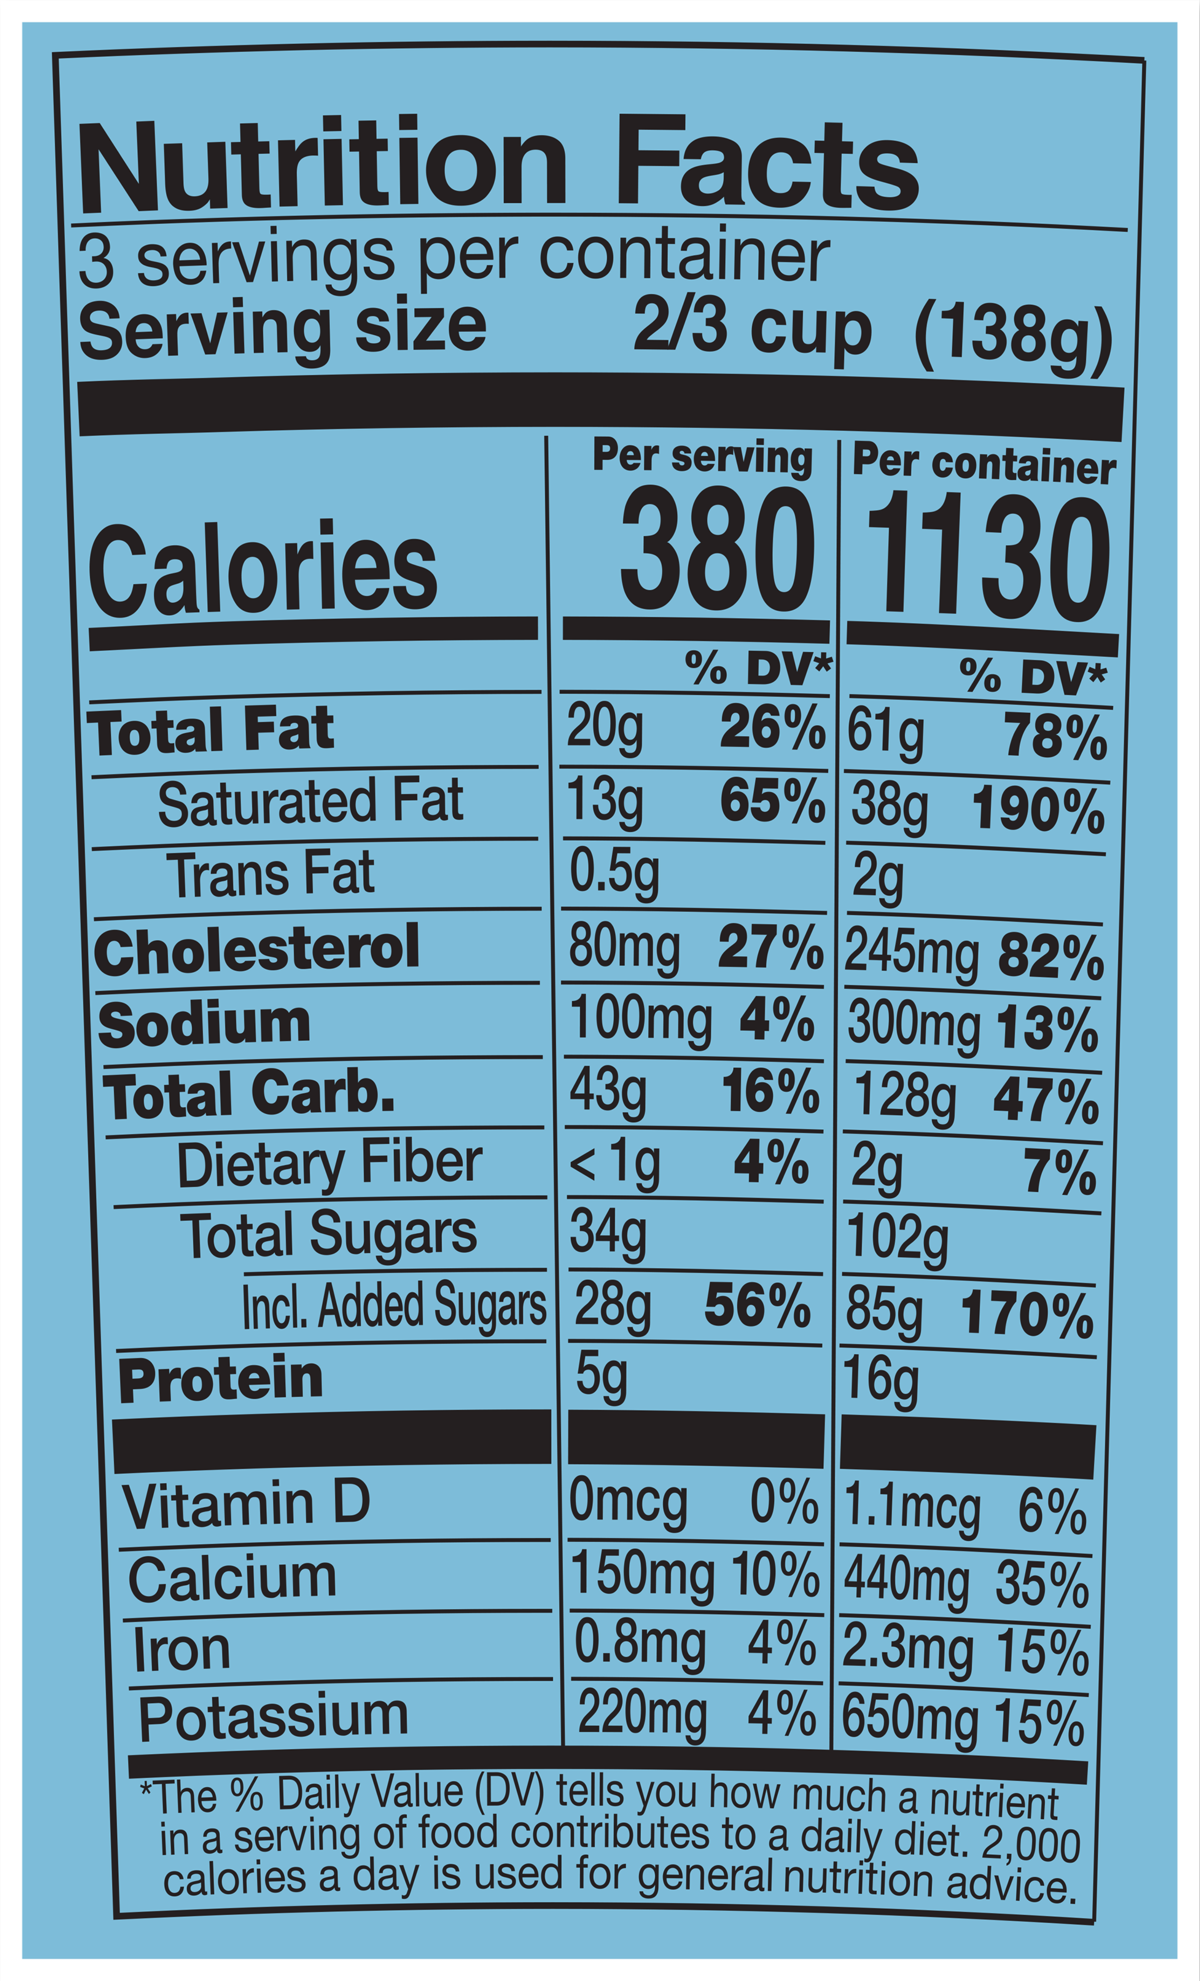 Nutrition Facts
3 servings per container
Serving size 2/3 cup (138g)
Per serving Per container
Calories 380 1130
% DV* % DV*
Total Fat 20g 26% 61g 78%
Saturated Fat 13g 65% 38g 190%
Trans Fat 0.5g 2g
Cholesterol 80mg 27% 245mg 82%
Sodium 100mg 4% 300mg 13%
Total Carb. 43g 16% 128g 47%
Dietary Fiber <1g 4% 2g 7%
Total Sugars 34g 102g
Incl. Added Sugars 28g 56% 85g 170%
Protein 5g 16g
Vitamin D 0mcg 0% 1.1mcg 6%
Calcium 150mg 10% 440mg 35%
Iron 0.8mg 4% 2.3mg 15%
Potassium 220mg 4% 650mg 15%
*The % Daily Value (DV) tells you how much a nutrient
in a serving of food contributes to a daily diet. 2,000
calories a day is used for general nutrition advice.